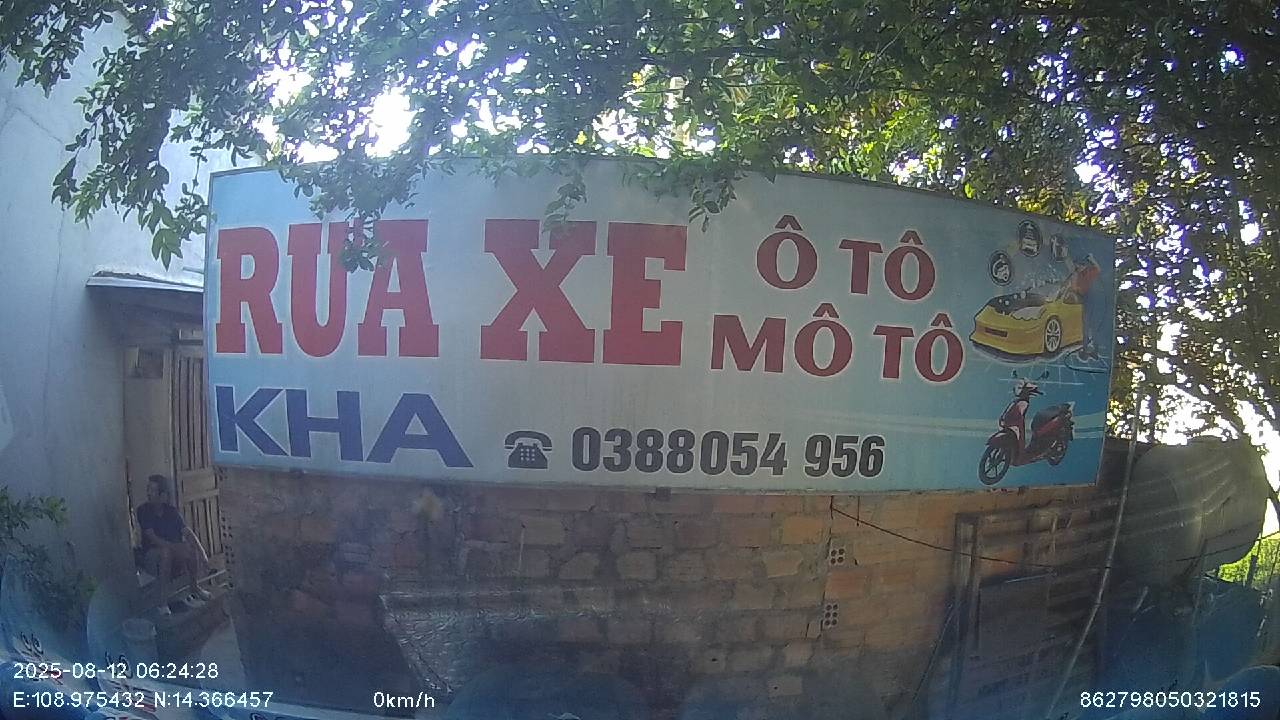 RỬA XE
Ô TÔ
MÔ TÔ
KHA
0388054 956
2025-08-12 06:24:28
E:108.975432 N:14.366457
0km/h
862798050321815